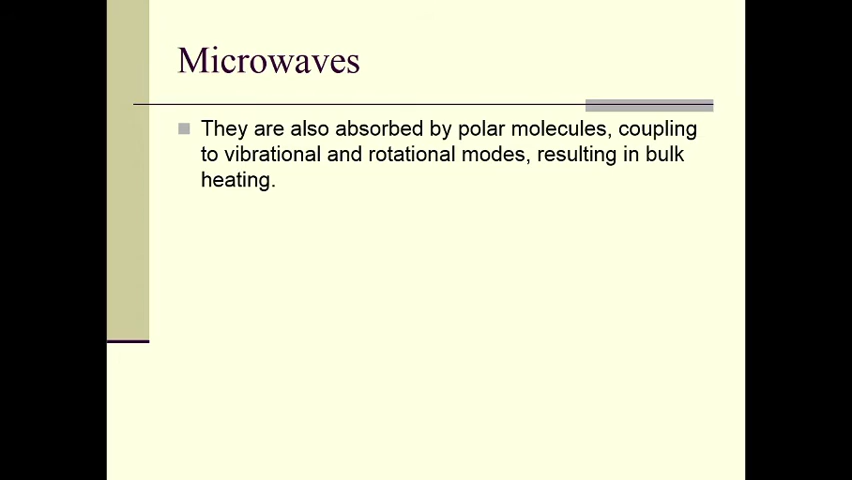 Microwaves
They are also absorbed by polar molecules, coupling
to vibrational and rotational modes, resulting in bulk
heating.